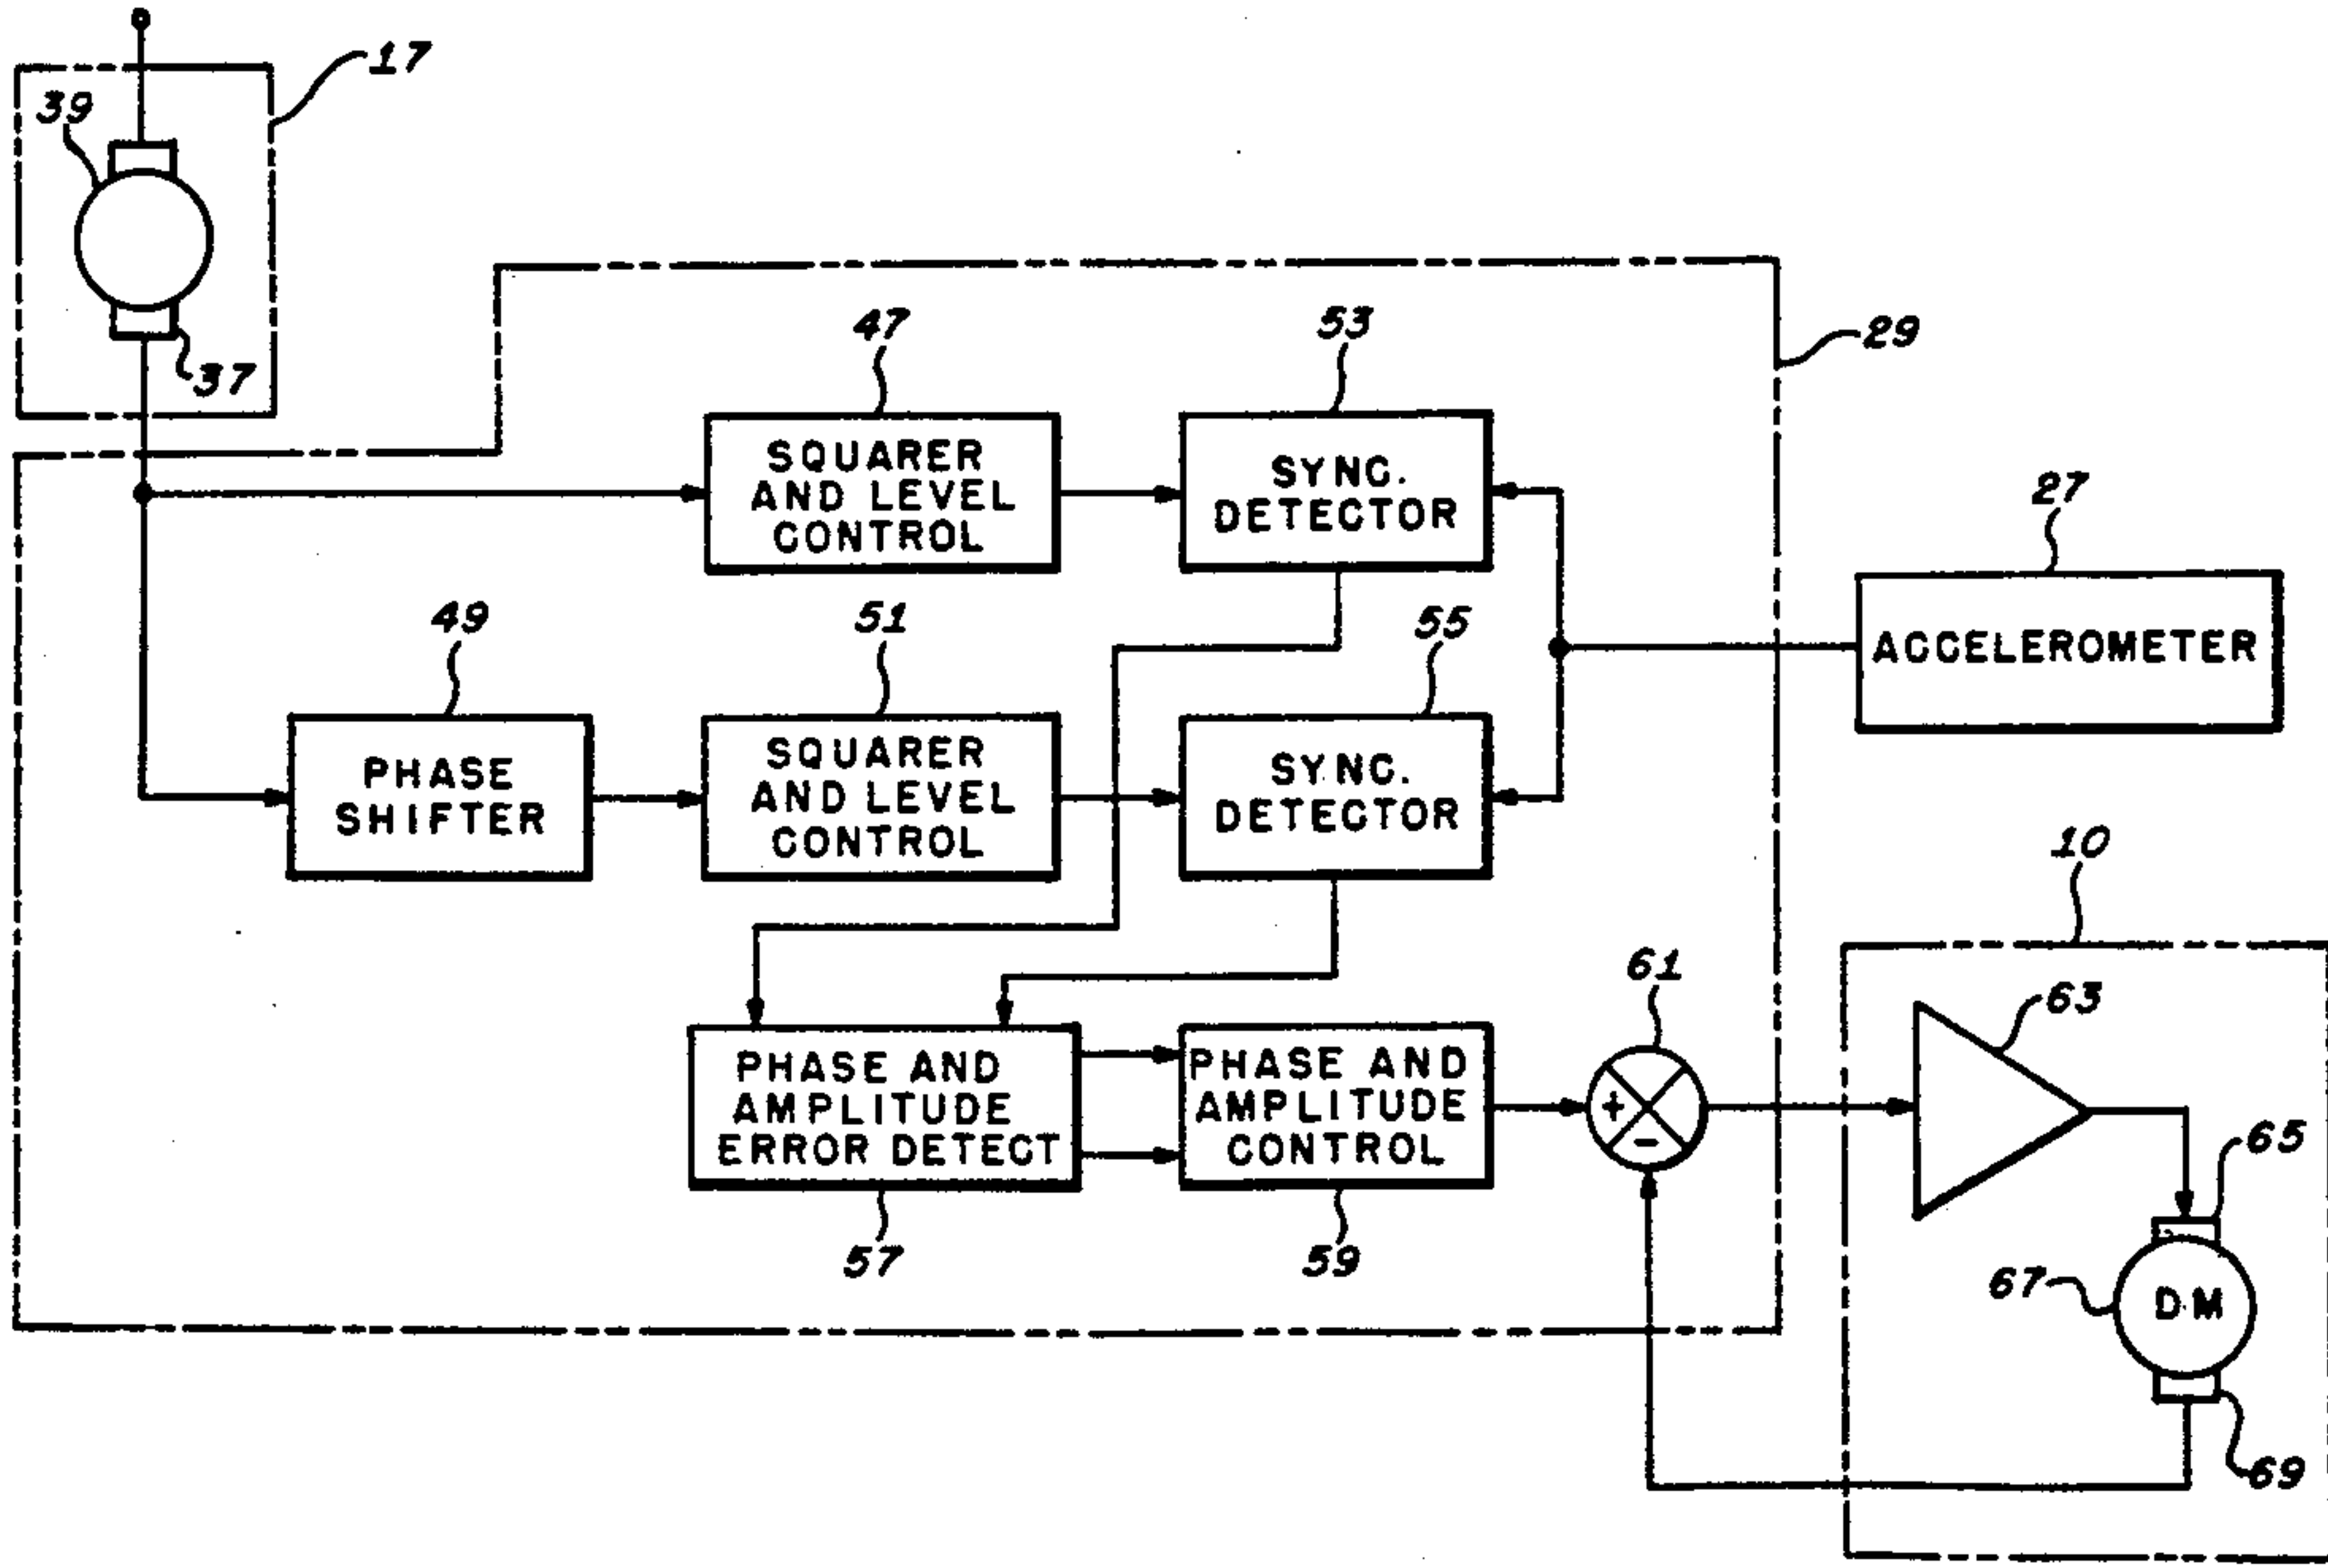 17
39
37
29
47
53
SQUARER
AND LEVEL
CONTROL
SYNC.
DETECTOR
27
ACCELEROMETER
49
51
55
PHASE
SHIFTER
SQUARER
AND LEVEL
CONTROL
SYNC.
DETECTOR
10
61
63
PHASE AND
AMPLITUDE
ERROR DETECT
PHASE AND
AMPLITUDE
CONTROL
+
-
65
57
59
67
DM
69